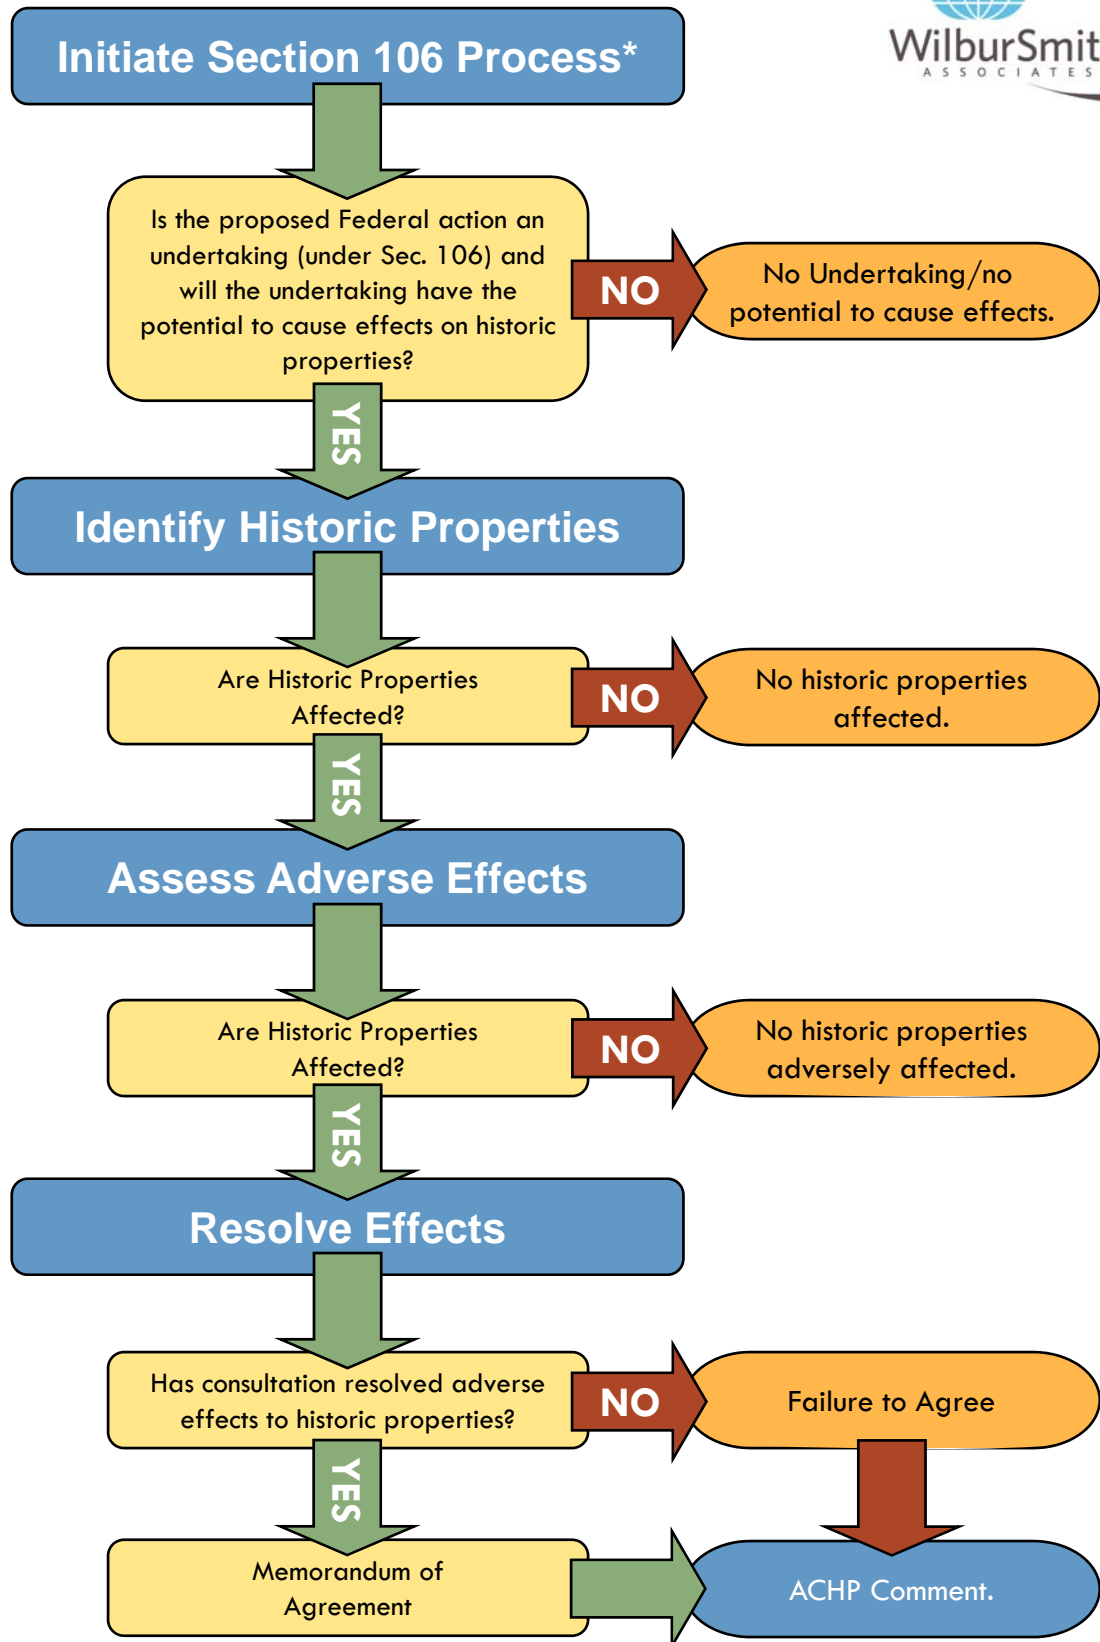 WilburSmit
ASSOCIATES
Initiate Section 106 Process*
Is the proposed Federal action an
undertaking (under Sec. 106) and
will the undertaking have the
potential to cause effects on historic
properties?
NO
No Undertaking/no
potential to cause effects.
YES
Identify Historic Properties
Are Historic Properties
Affected?
NO
No historic properties
affected.
YES
Assess Adverse Effects
Are Historic Properties
Affected?
NO
No historic properties
adversely affected.
YES
Resolve Effects
Has consultation resolved adverse
effects to historic properties?
NO
Failure to Agree
YES
Memorandum of
Agreement
ACHP Comment.